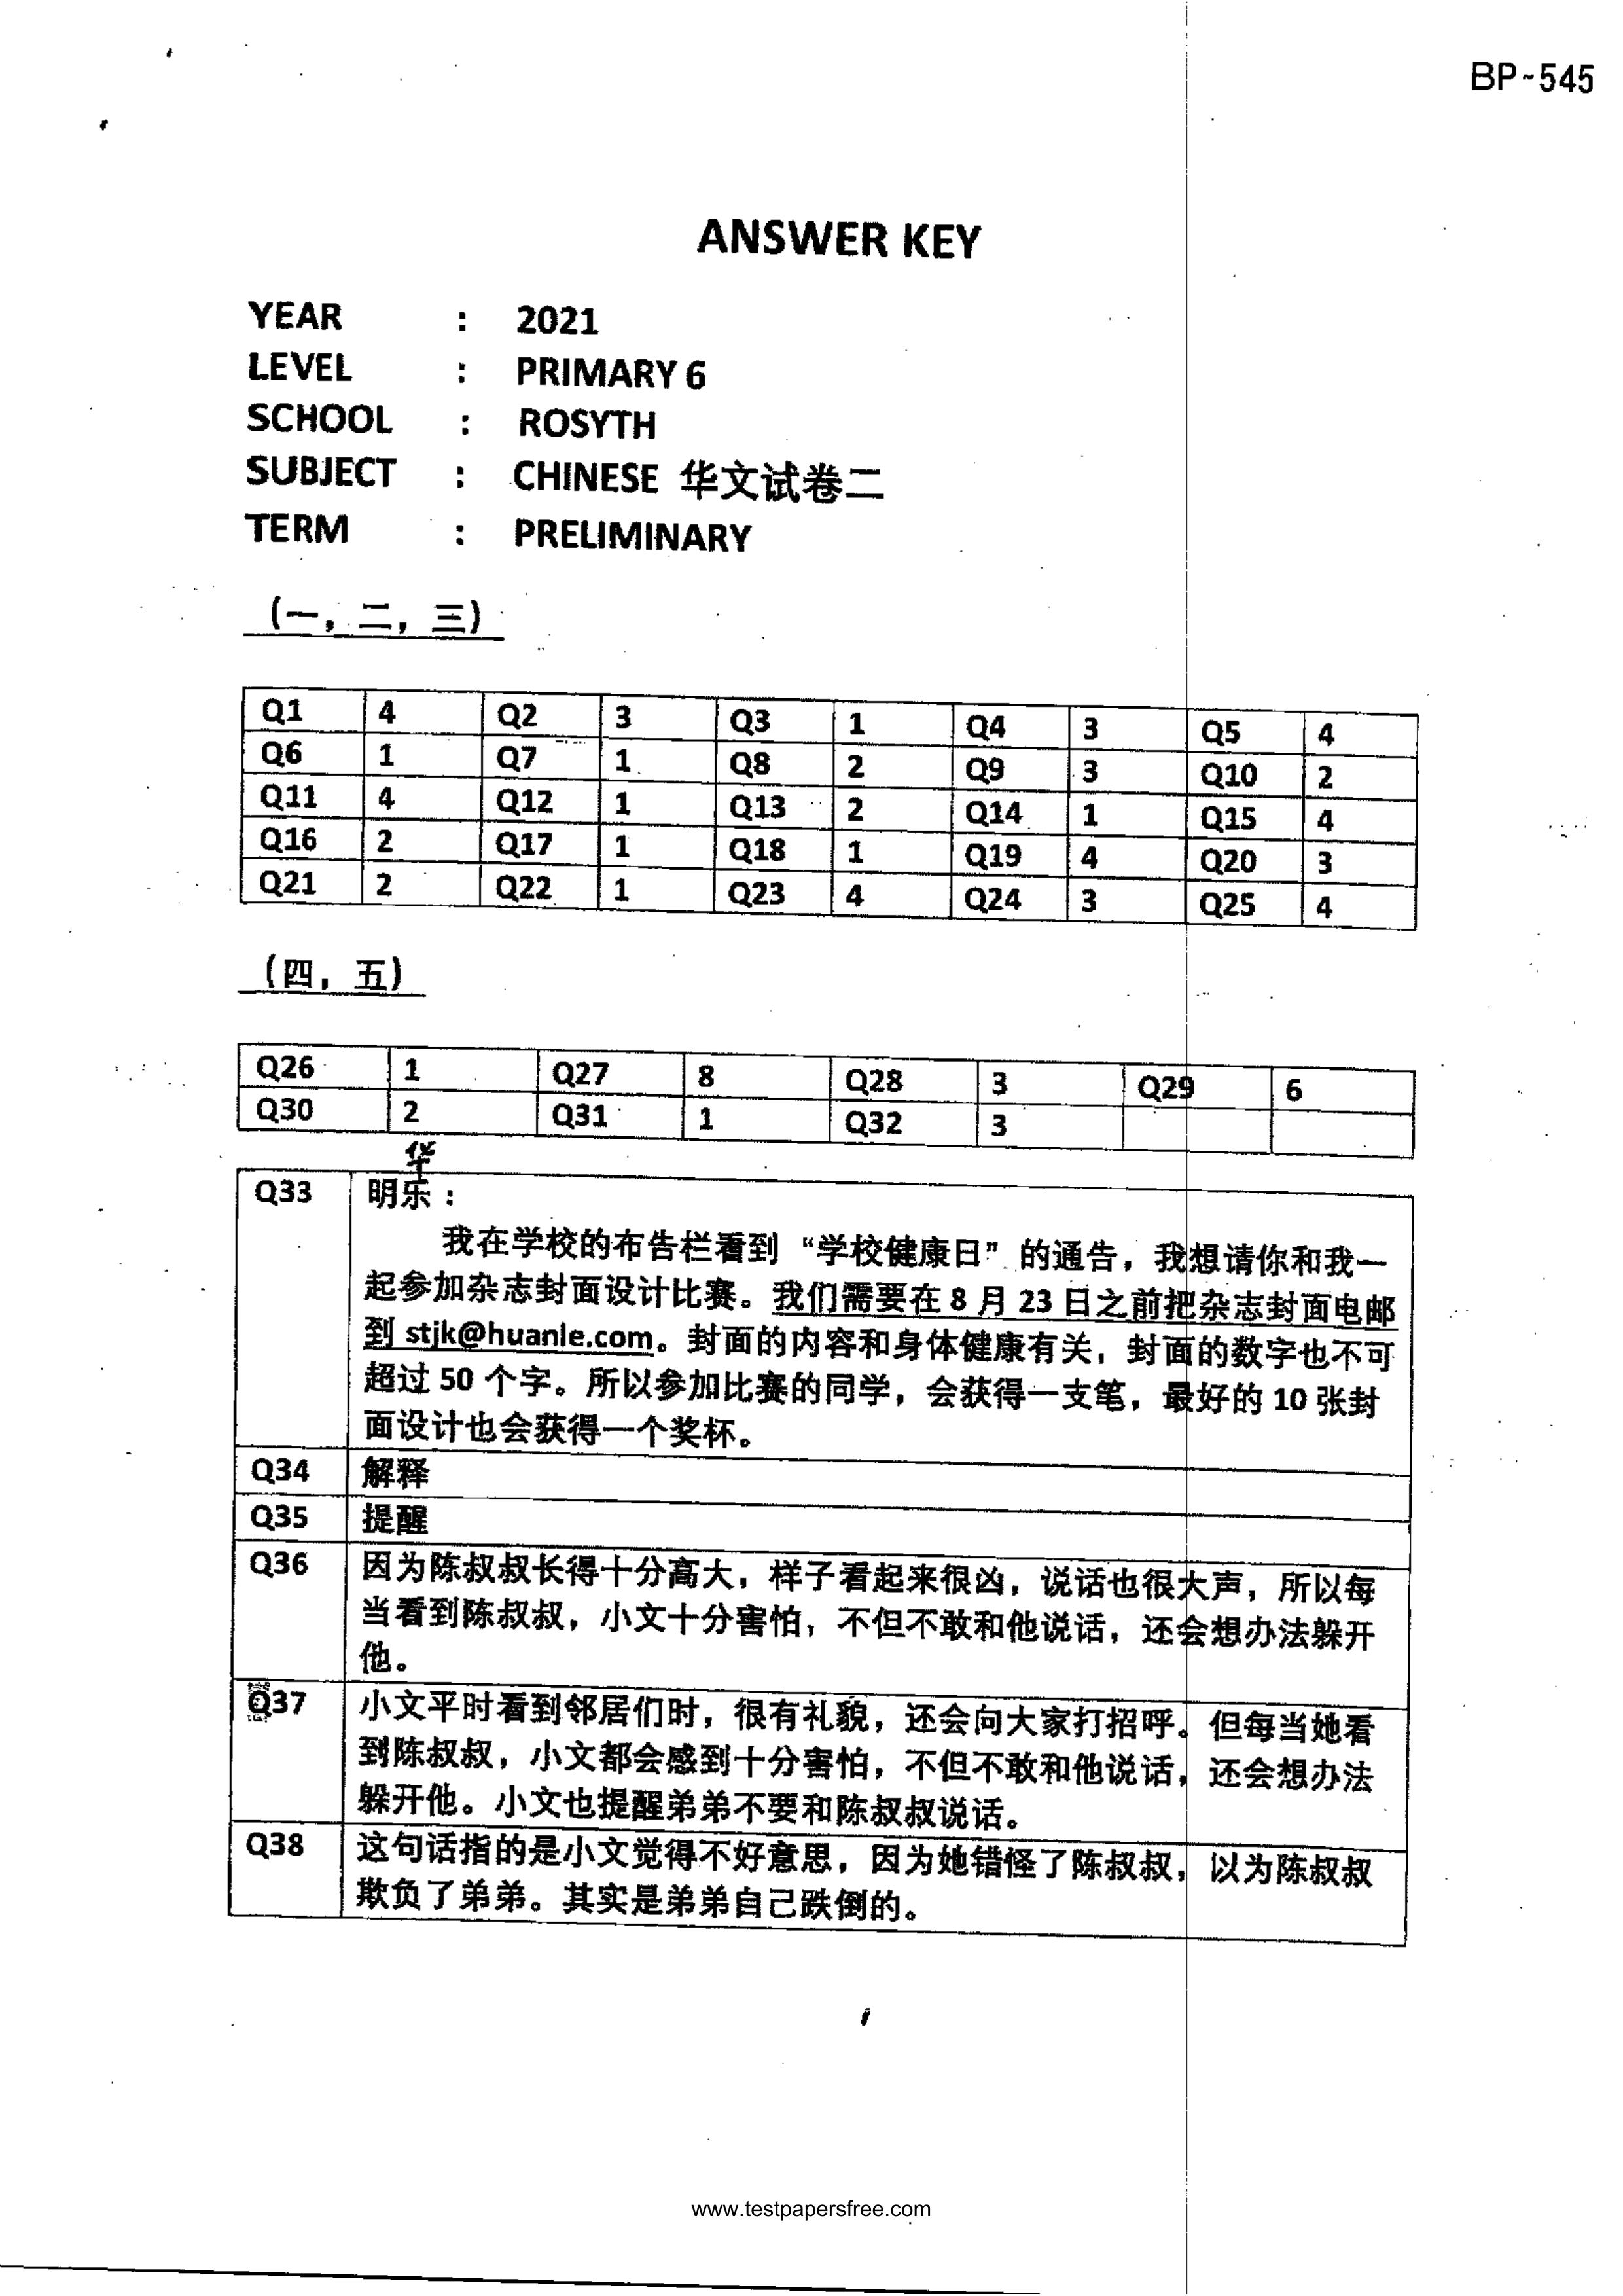 BP~545
ANSWER KEY
YEAR : 2021
LEVEL : PRIMARY 6
SCHOOL : ROSYTH
SUBJECT : CHINESE 华文试卷二
TERM : PRELIMINARY
(一，二，三)
Q1 4 Q2 3 Q3 1 Q4 3 Q5 4
Q6 1 Q7 1 Q8 2 Q9 3 Q10 2
Q11 4 Q12 1 Q13 2 Q14 1 Q15 4
Q16 2 Q17 1 Q18 1 Q19 4 Q20 3
Q21 2 Q22 1 Q23 4 Q24 3 Q25 4
(四，五)
Q26 1 Q27 8 Q28 3 Q29 6
Q30 2 Q31 1 Q32 3
华
Q33 明乐：
我在学校的布告栏看到“学校健康日”的通告，我想请你和我一
起参加杂志封面设计比赛。我们需要在 8 月 23 日之前把杂志封面电邮
到 stjk@huanle.com。封面的内容和身体健康有关，封面的数字也不可
超过 50 个字。所以参加比赛的同学，会获得一支笔，最好的 10 张封
面设计也会获得一个奖杯。
Q34 解释
Q35 提醒
Q36 因为陈叔叔长得十分高大，样子看起来很凶，说话也很大声，所以每
当看到陈叔叔，小文十分害怕，不但不敢和他说话，还会想办法躲开
他。
Q37 小文平时看到邻居们时，很有礼貌，还会向大家打招呼。但每当她看
到陈叔叔，小文都会感到十分害怕，不但不敢和他说话，还会想办法
躲开他。小文也提醒弟弟不要和陈叔叔说话。
Q38 这句话指的是小文觉得不好意思，因为她错怪了陈叔叔，以为陈叔叔
欺负了弟弟。其实是弟弟自己跌倒的。
www.testpapersfree.com